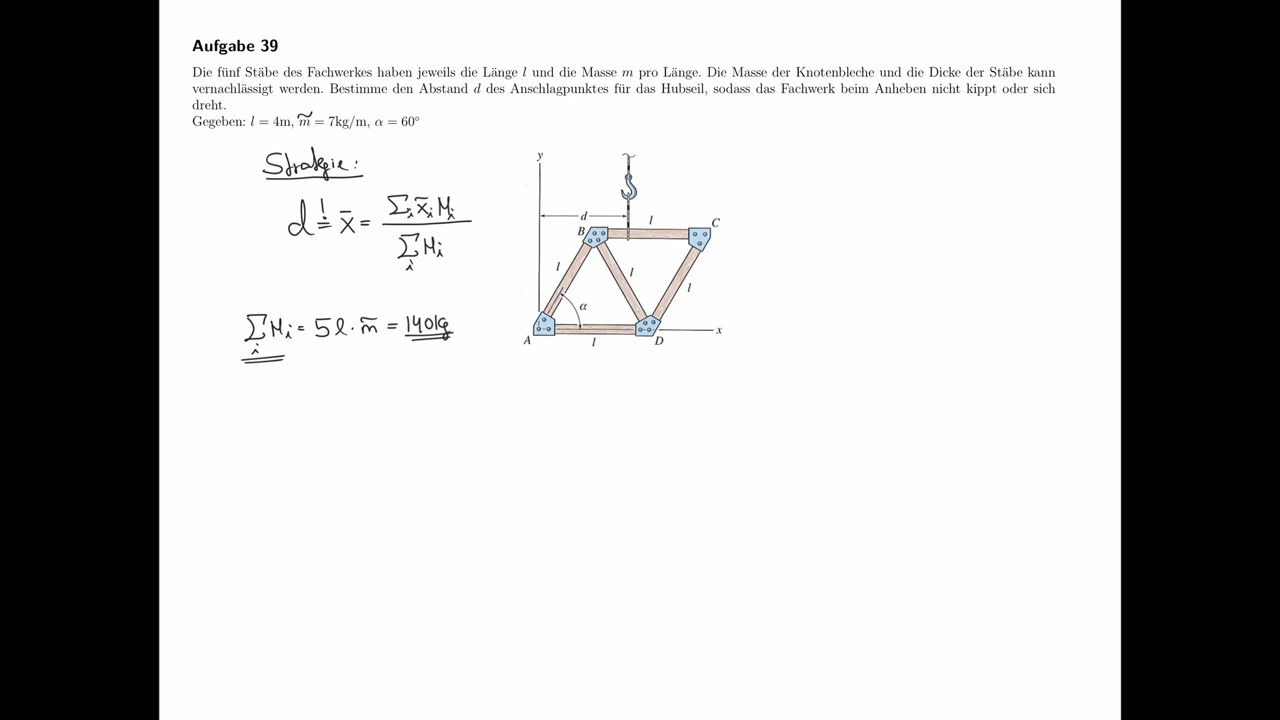 Aufgabe 39
Die fünf Stäbe des Fachwerkes haben jeweils die Länge l und die Masse m pro Länge. Die Masse der Knotenbleche und die Dicke der Stäbe kann
vernachlässigt werden. Bestimme den Abstand d des Anschlagpunktes für das Hubseil, sodass das Fachwerk beim Anheben nicht kippt oder sich
dreht.
Gegeben: l = 4m, m̃ = 7kg/m, α = 60°
Strategie:
d =! x̄ = Σᵢ x̄ᵢ Mᵢ / Σᵢ Mᵢ
Σᵢ Mᵢ = 5 l · m̃ = 140kg
y
d
B
l
C
l
l
l
α
A
l
D
x